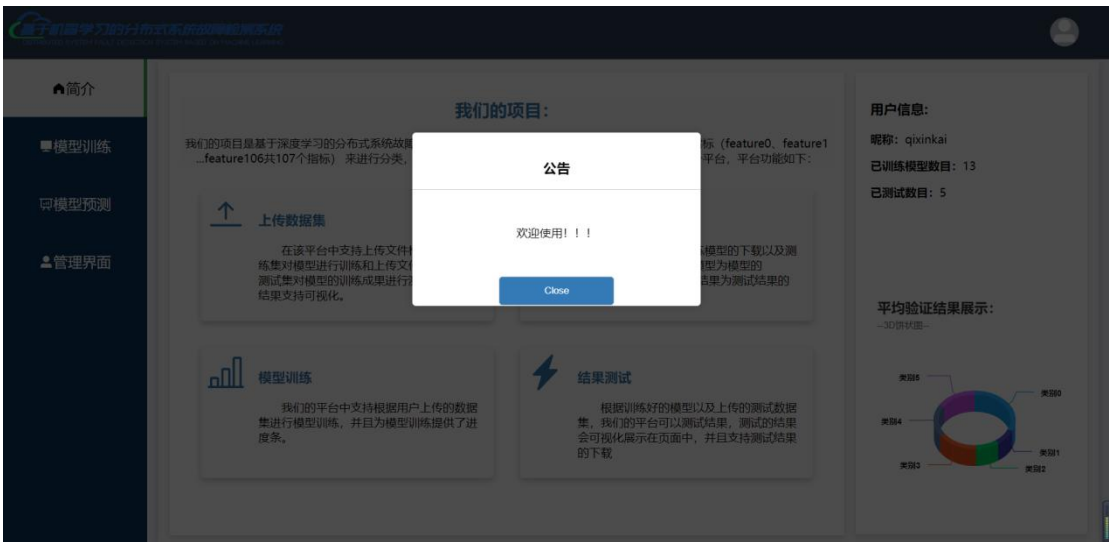 基于机器学习的分布式系统故障检测系统
DISTRIBUTED SYSTEM FAULT DETECTION SYSTEM BASED ON MACHINE LEARNING
简介
模型训练
模型预测
管理界面
我们的项目：
我们的项目是基于深度学习的分布式系统故障
标（feature0、feature1
...feature106共107个指标） 来进行分类，
平台，平台功能如下：
上传数据集
在该平台中支持上传文件
练集对模型进行训练和上传文
测试集对模型的训练成果进行
结果支持可视化。
模型的下载以及测
型为模型的
结果为测试结果的
模型训练
我们的平台中支持根据用户上传的数据
集进行模型训练，并且为模型训练提供了进
度条。
结果测试
根据训练好的模型以及上传的测试数据
集，我们的平台可以测试结果，测试的结果
会可视化展示在页面中，并且支持测试结果
的下载
公告
欢迎使用！！！
Close
用户信息:
昵称：qixinkai
已训练模型数目：13
已测试数目：5
平均验证结果展示：
--3D饼状图--
类别5
类别0
类别4
类别1
类别3
类别2